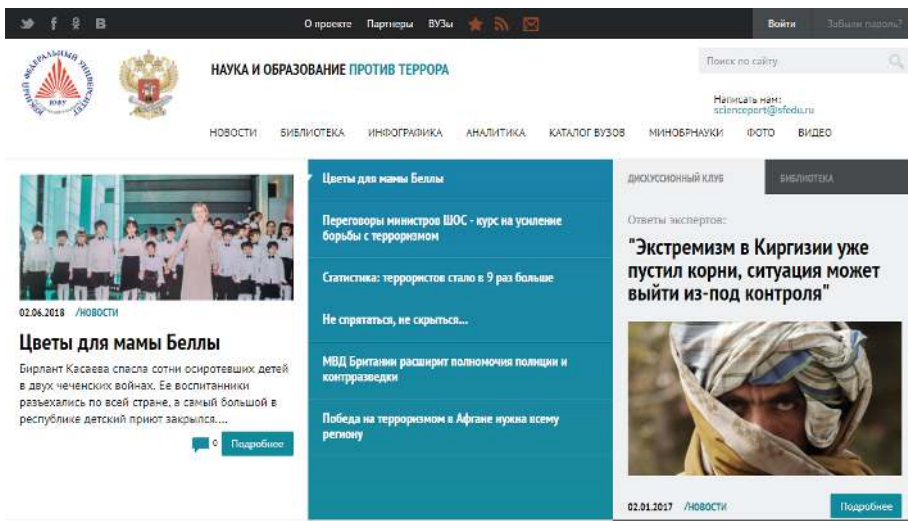 О проекте Партнеры ВУЗы
Войти Забыли пароль?
ЮЖНЫЙ ФЕДЕРАЛЬНЫЙ УНИВЕРСИТЕТ
ЮФУ
НАУКА И ОБРАЗОВАНИЕ ПРОТИВ ТЕРРОРА
Поиск по сайту
Написать нам:
scienceport@sfedu.ru
НОВОСТИ БИБЛИОТЕКА ИНФОГРАФИКА АНАЛИТИКА КАТАЛОГ ВУЗОВ МИНОБРНАУКИ ФОТО ВИДЕО
02.06.2018 /НОВОСТИ
Цветы для мамы Беллы
Бирлант Касаева спасла сотни осиротевших детей
в двух чеченских войнах. Ее воспитанники
разъехались по всей стране, а самый большой в
республике детский приют закрылся....
0 Подробнее
Цветы для мамы Беллы
Переговоры министров ШОС - курс на усиление
борьбы с терроризмом
Статистика: террористов стало в 9 раз больше
Не спрятаться, не скрыться...
МВД Британии расширит полномочия полиции и
контрразведки
Победа на терроризмом в Афгане нужна всему
региону
ДИСКУССИОННЫЙ КЛУБ БИБЛИОТЕКА
Ответы экспертов:
"Экстремизм в Киргизии уже
пустил корни, ситуация может
выйти из-под контроля"
02.01.2017 /НОВОСТИ Подробнее